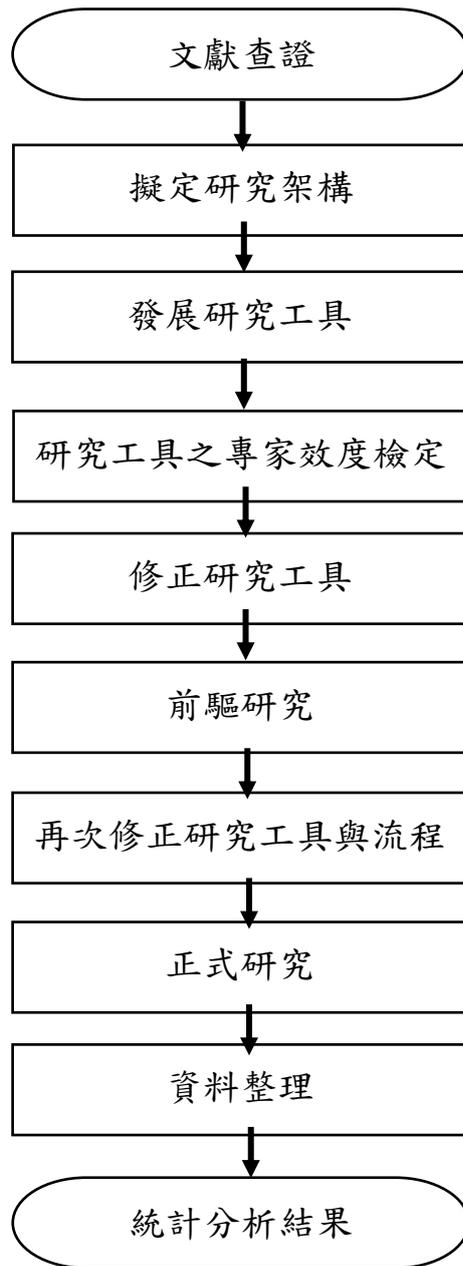 文獻查證
擬定研究架構
發展研究工具
研究工具之專家效度檢定
修正研究工具
前驅研究
再次修正研究工具與流程
正式研究
資料整理
統計分析結果